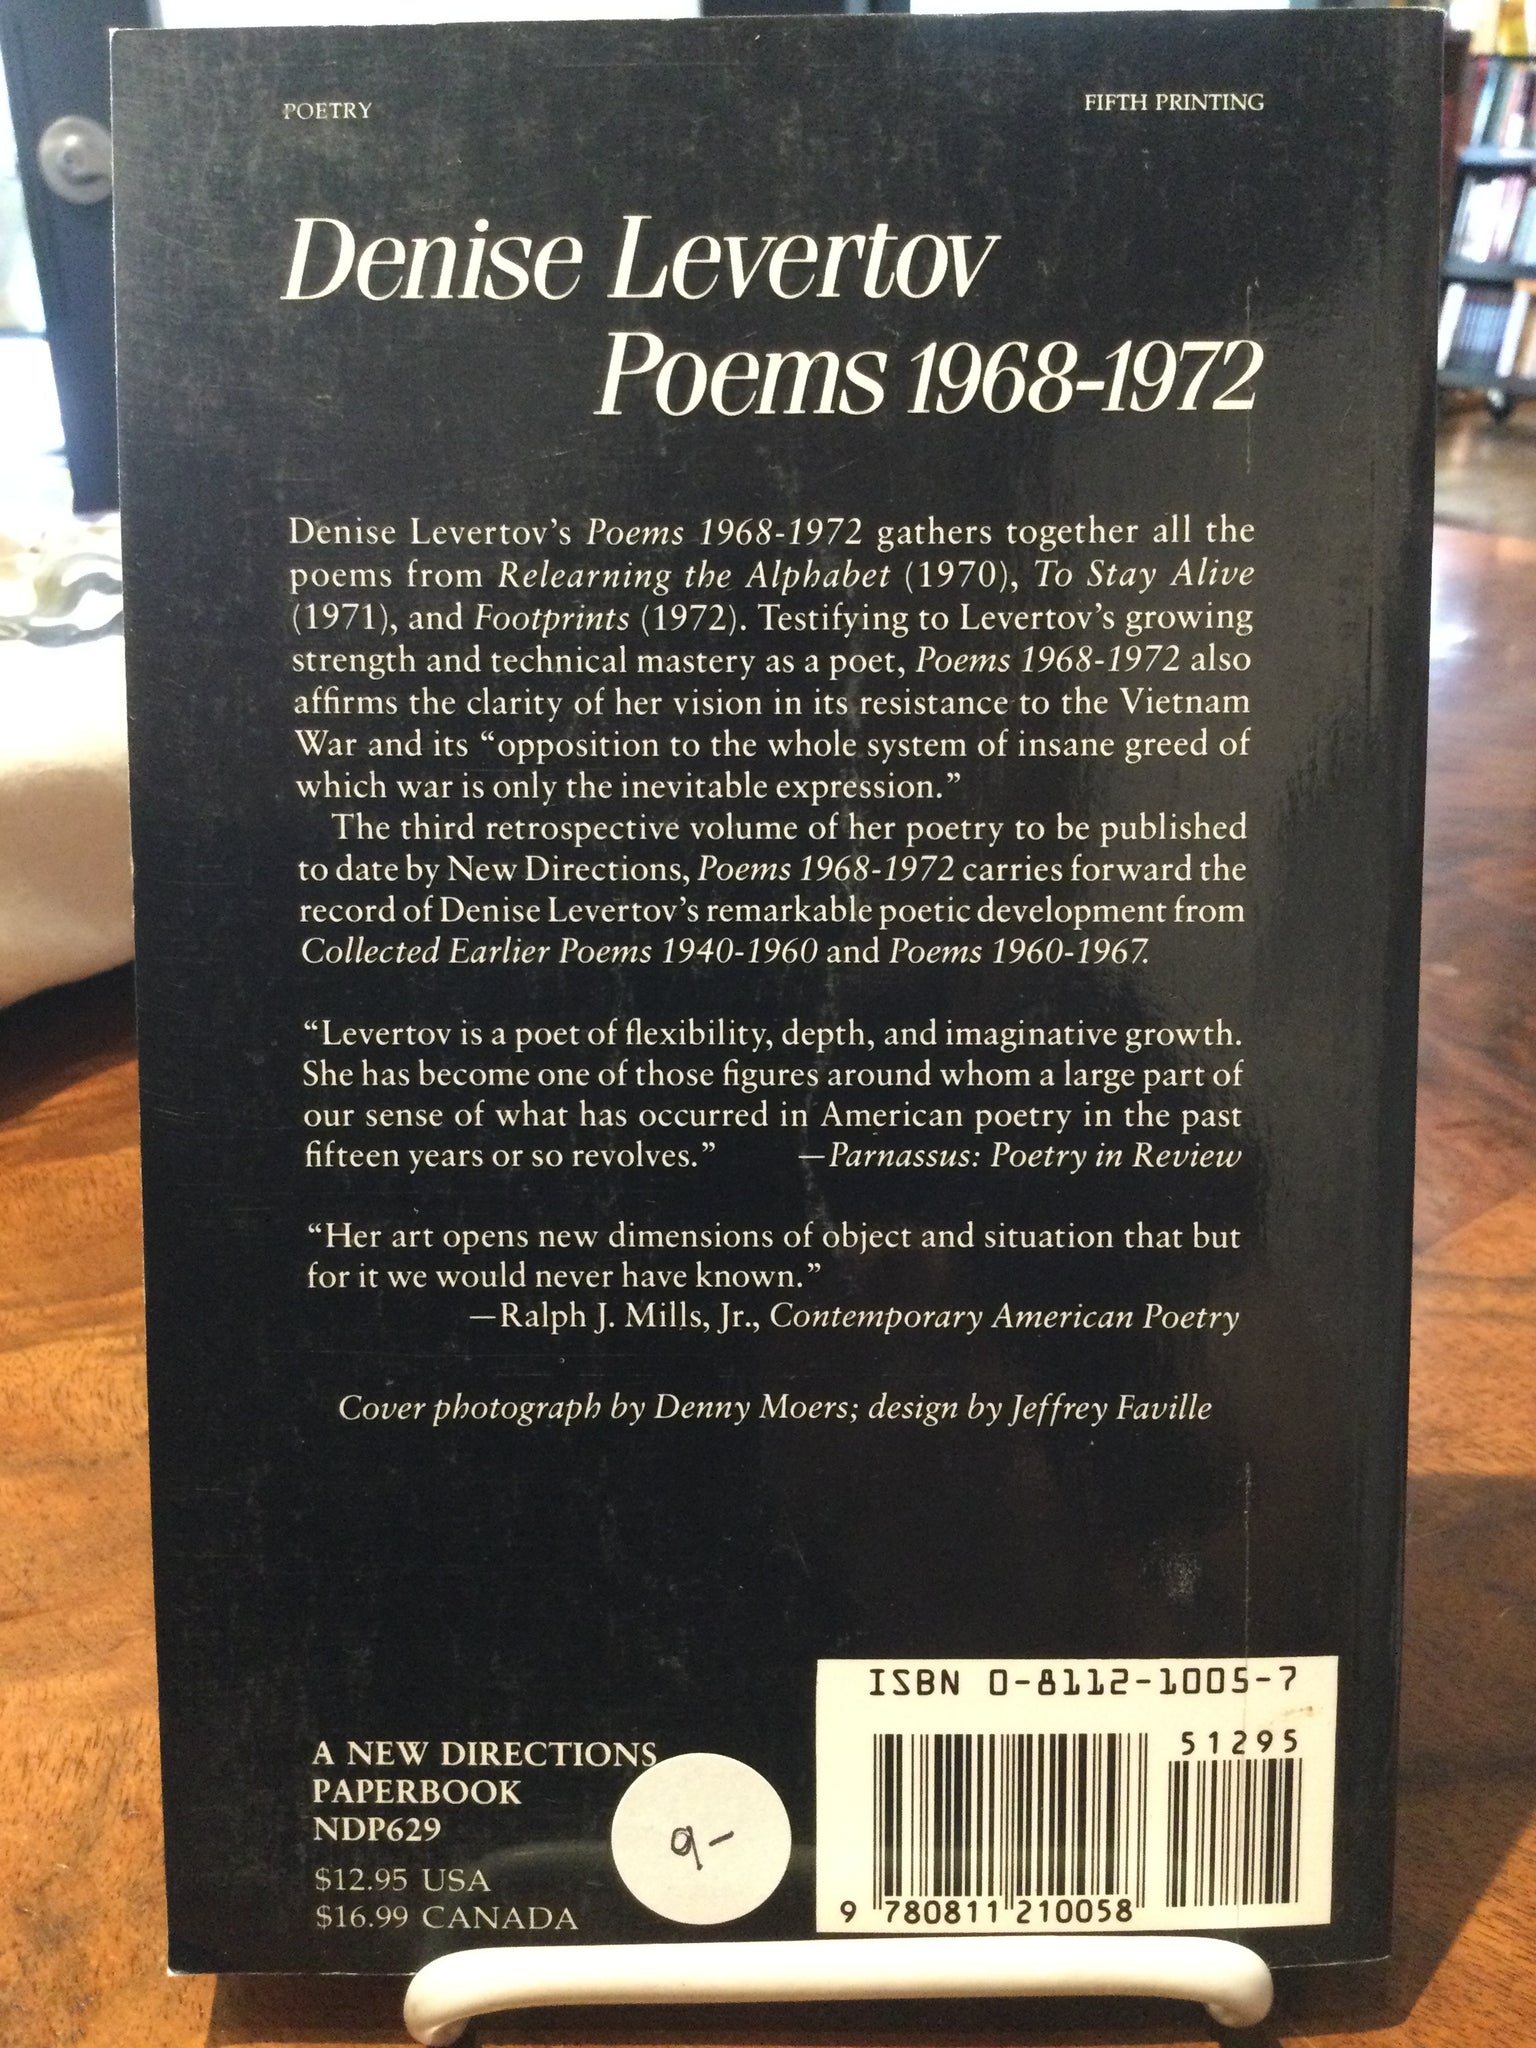 POETRY
FIFTH PRINTING
Denise Levertov
Poems 1968-1972
Denise Levertov's Poems 1968-1972 gathers together all the
poems from Relearning the Alphabet (1970), To Stay Alive
(1971), and Footprints (1972). Testifying to Levertov's growing
strength and technical mastery as a poet, Poems 1968-1972 also
affirms the clarity of her vision in its resistance to the Vietnam
War and its “opposition to the whole system of insane greed of
which war is only the inevitable expression.”
The third retrospective volume of her poetry to be published
to date by New Directions, Poems 1968-1972 carries forward the
record of Denise Levertov's remarkable poetic development from
Collected Earlier Poems 1940-1960 and Poems 1960-1967.
“Levertov is a poet of flexibility, depth, and imaginative growth.
She has become one of those figures around whom a large part of
our sense of what has occurred in American poetry in the past
fifteen years or so revolves.” —Parnassus: Poetry in Review
“Her art opens new dimensions of object and situation that but
for it we would never have known.”
—Ralph J. Mills, Jr., Contemporary American Poetry
Cover photograph by Denny Moers; design by Jeffrey Faville
A NEW DIRECTIONS
PAPERBOOK
NDP629
$12.95 USA
$16.99 CANADA
9-
ISBN 0-8112-1005-7
51295
9 780811 210058